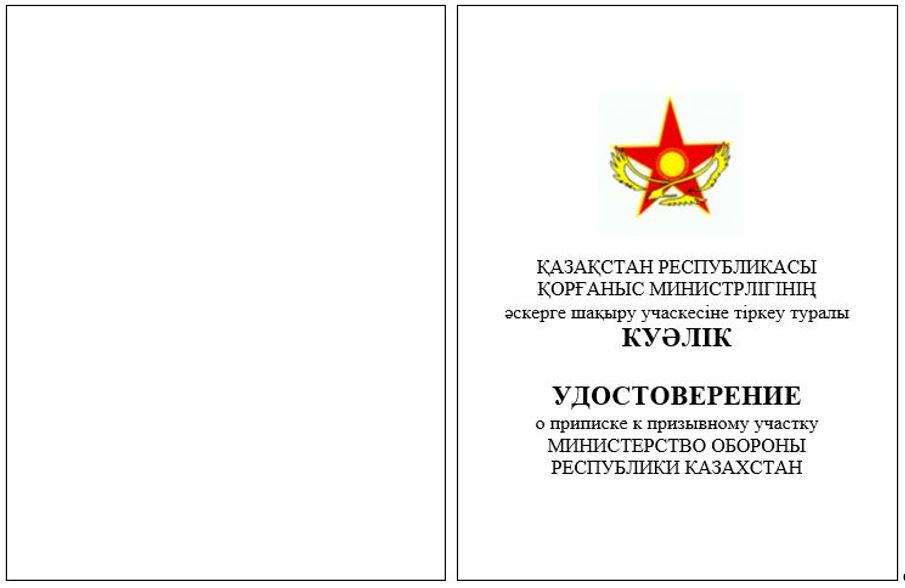 ҚАЗАҚСТАН РЕСПУБЛИКАСЫ
ҚОРҒАНЫС МИНИСТРЛІГІНІҢ
әскерге шақыру учаскесіне тіркеу туралы
КУӘЛІК
УДОСТОВЕРЕНИЕ
о приписке к призывному участку
МИНИСТЕРСТВО ОБОРОНЫ
РЕСПУБЛИКИ КАЗАХСТАН